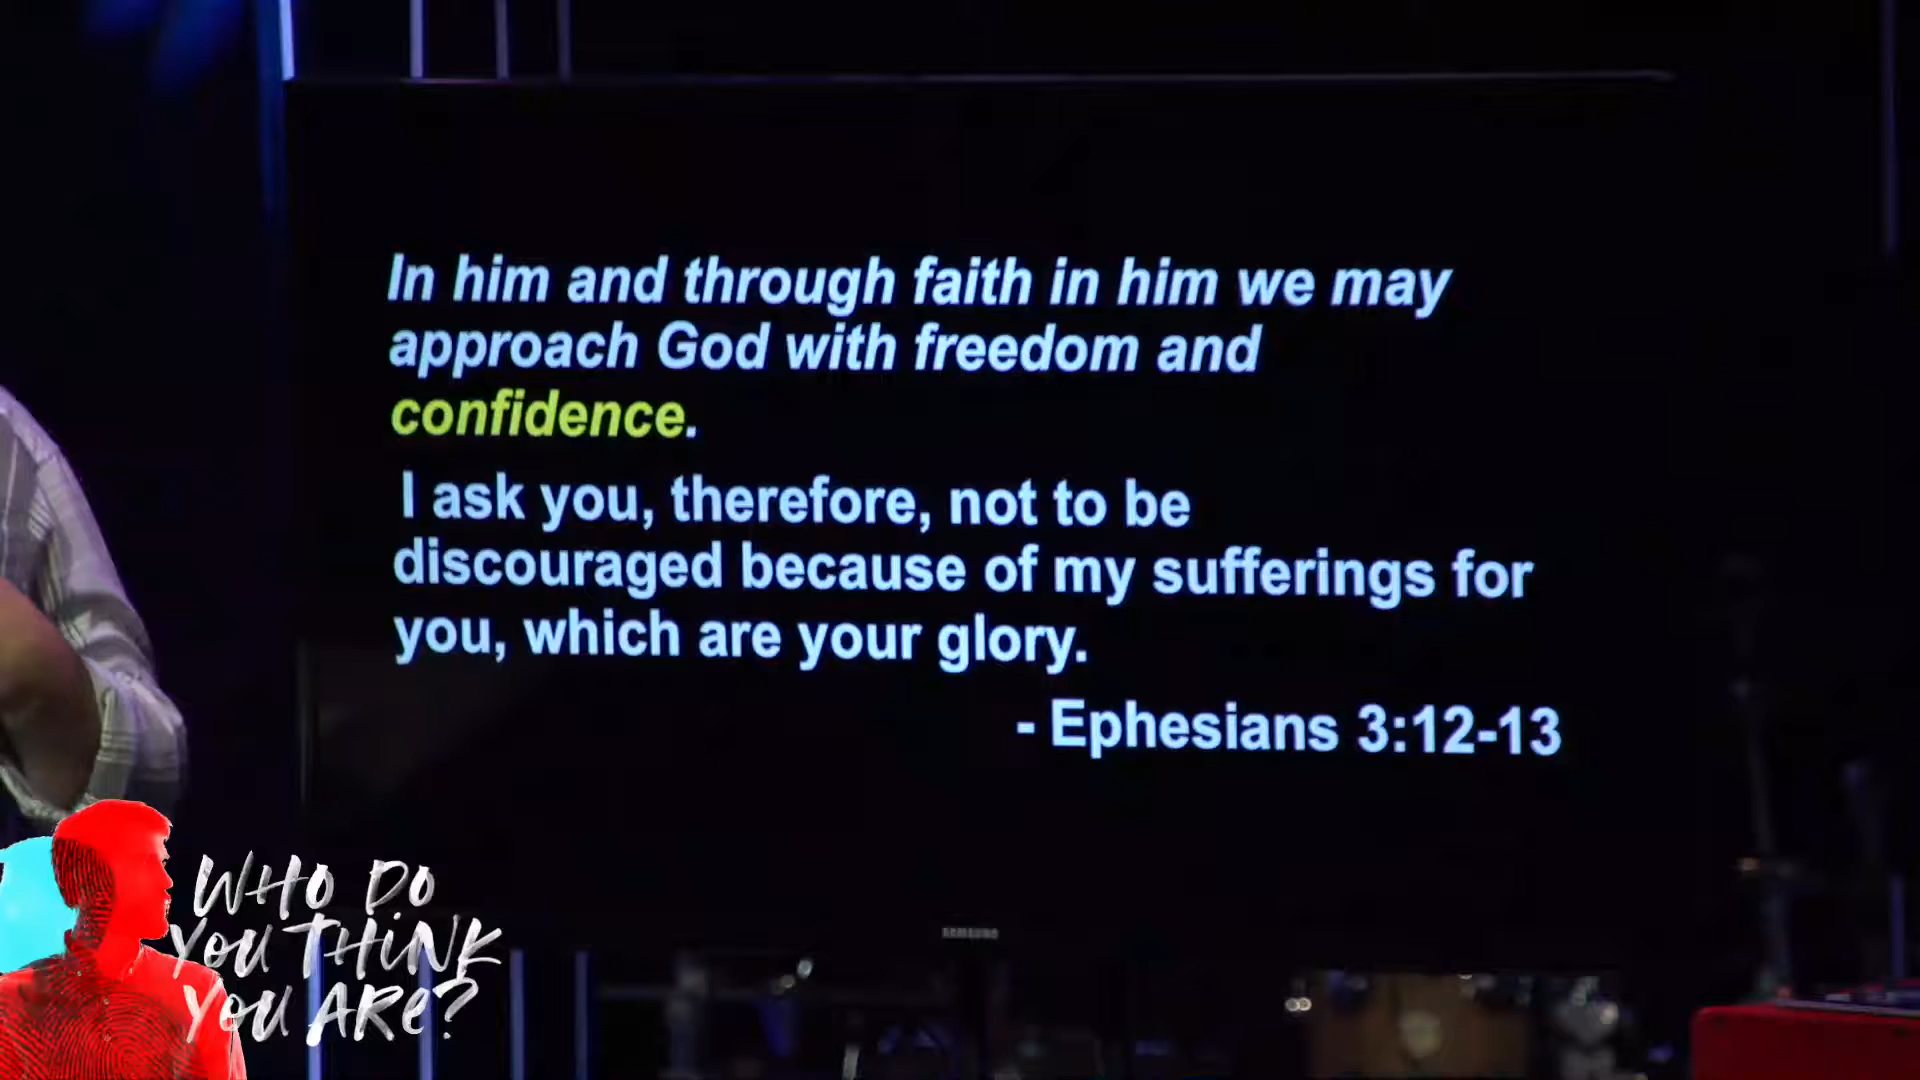 In him and through faith in him we may
approach God with freedom and
confidence.
I ask you, therefore, not to be
discouraged because of my sufferings for
you, which are your glory.
- Ephesians 3:12-13
SAMSUNG
WHO DO
YOU THINK
YOU ARE?